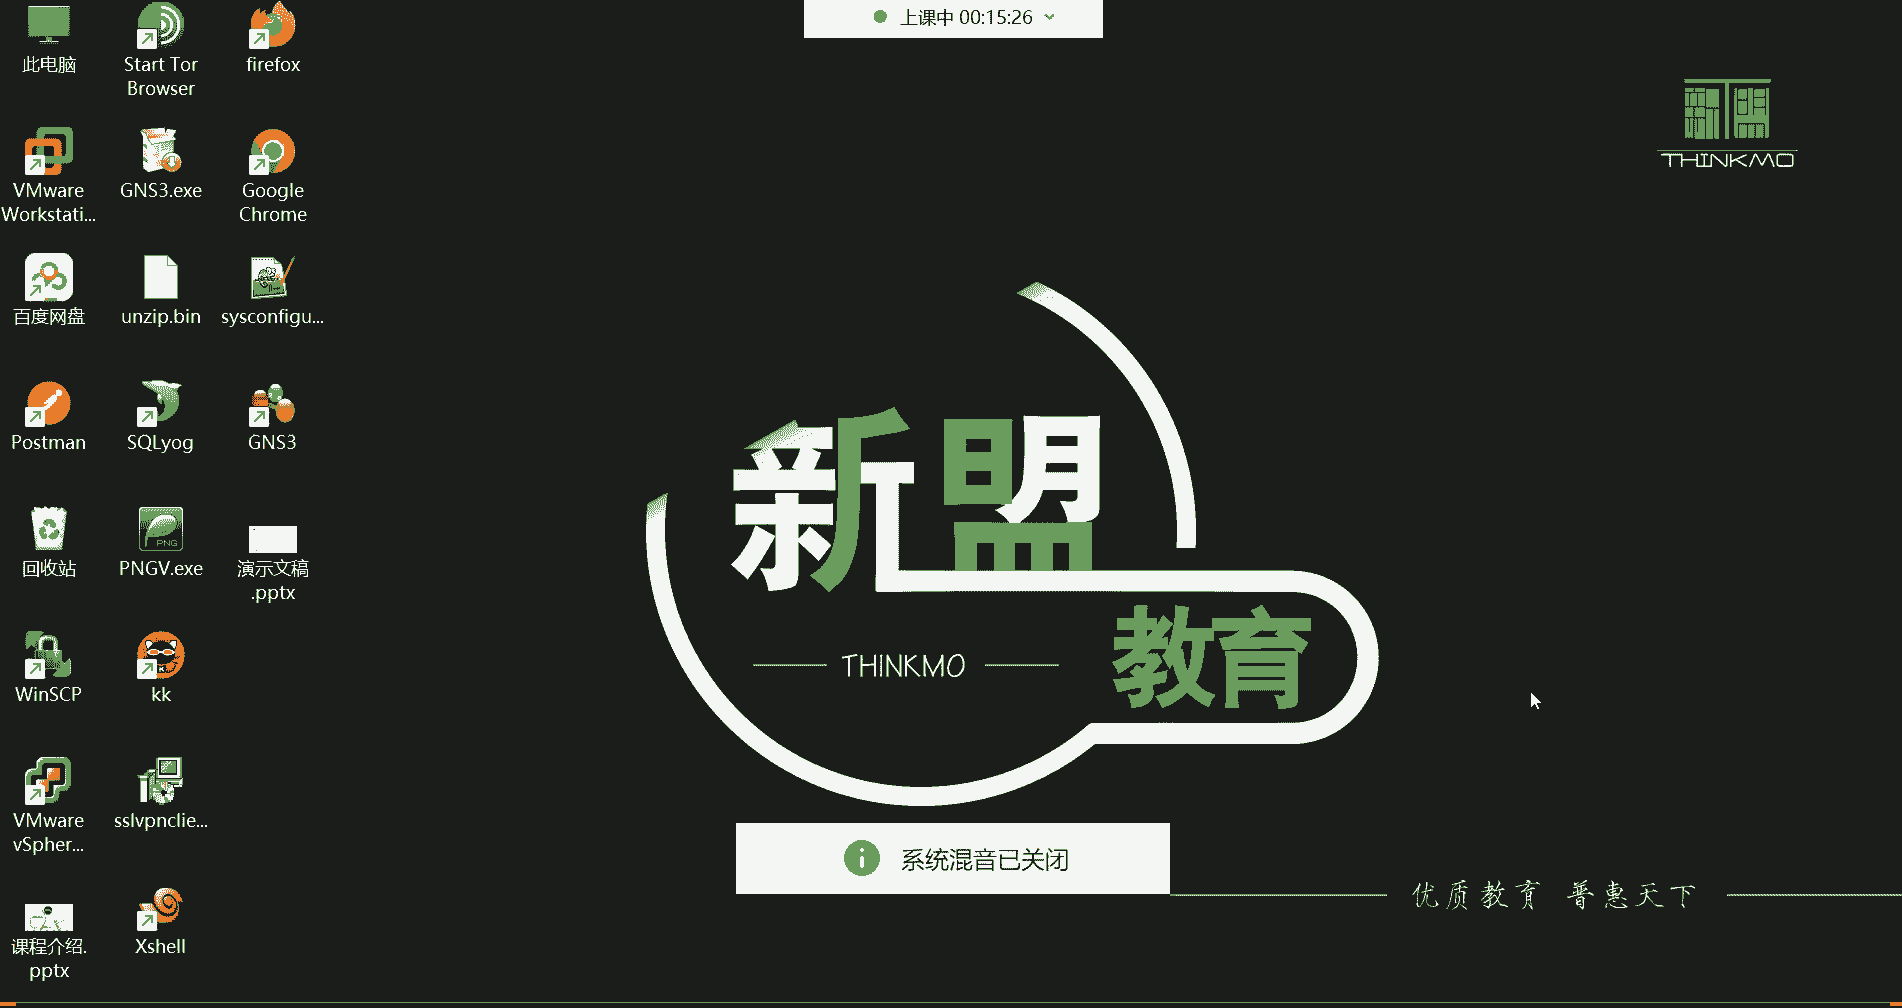 上课中 00:15:26
此电脑
Start Tor
Browser
firefox
THINKMO
VMware
Workstati...
GNS3.exe
Google
Chrome
百度网盘
unzip.bin
sysconfigu...
Postman
SQLyog
GNS3
新盟
教育
THINKMO
回收站
PNG
PNGV.exe
演示文稿
.pptx
WinSCP
kk
VMware
vSpher...
sslvpnclie...
系统混音已关闭
优质教育 普惠天下
课程介绍.
pptx
Xshell